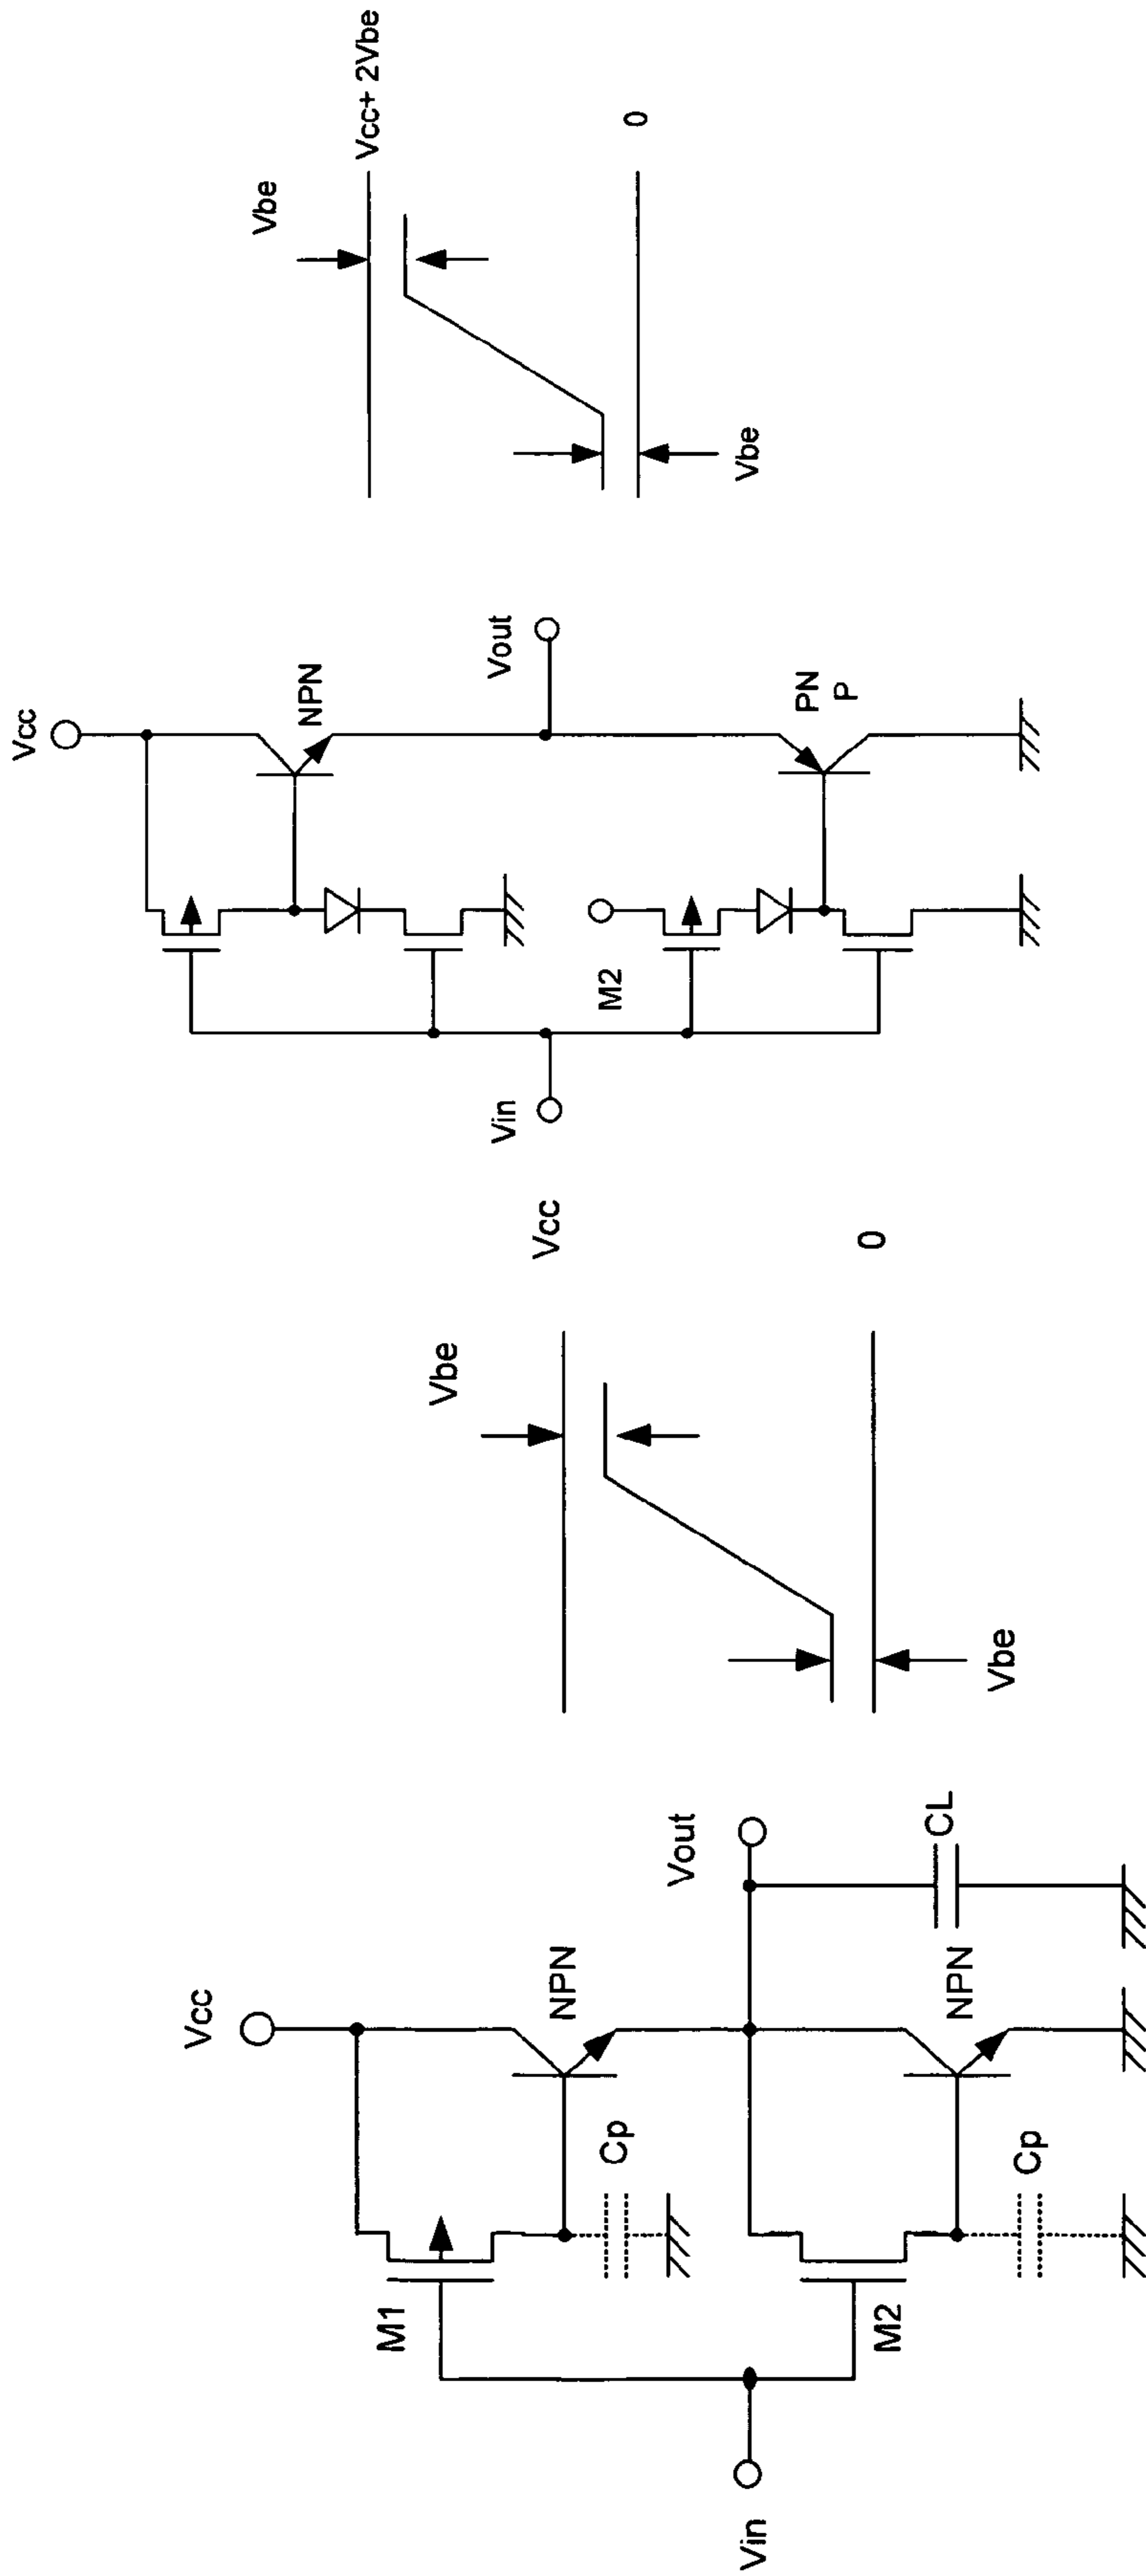 Vcc
M1
NPN
Cp
Vin
Vout
M2
NPN
CL
Cp
Vbe
Vcc
Vbe
0
Vcc
NPN
Vin
Vout
M2
PN
P
Vbe
Vcc+ 2Vbe
Vbe
0